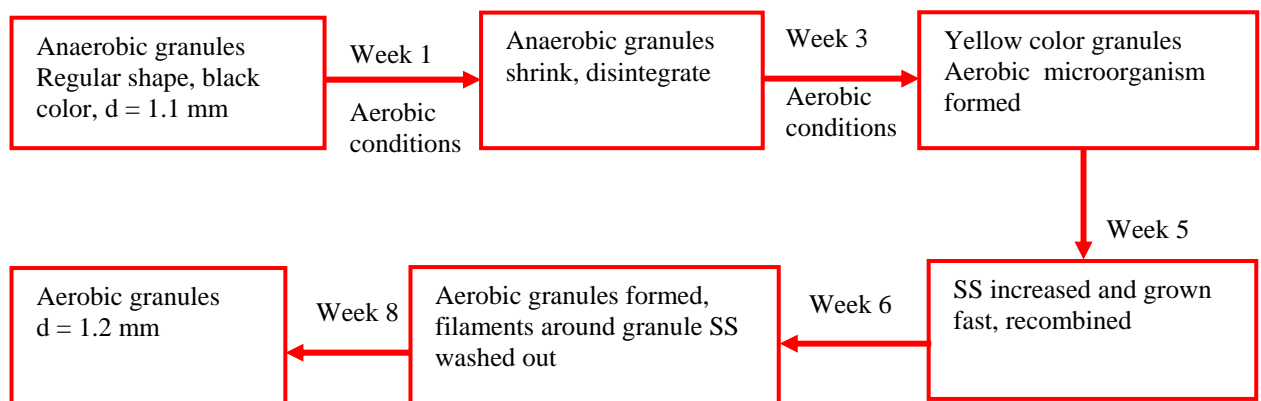 Anaerobic granules
Regular shape, black
color, d = 1.1 mm
Week 1
Aerobic
conditions
Anaerobic granules
shrink, disintegrate
Week 3
Aerobic
conditions
Yellow color granules
Aerobic microorganism
formed
Week 5
SS increased and grown
fast, recombined
Week 6
Aerobic granules formed,
filaments around granule SS
washed out
Week 8
Aerobic granules
d = 1.2 mm